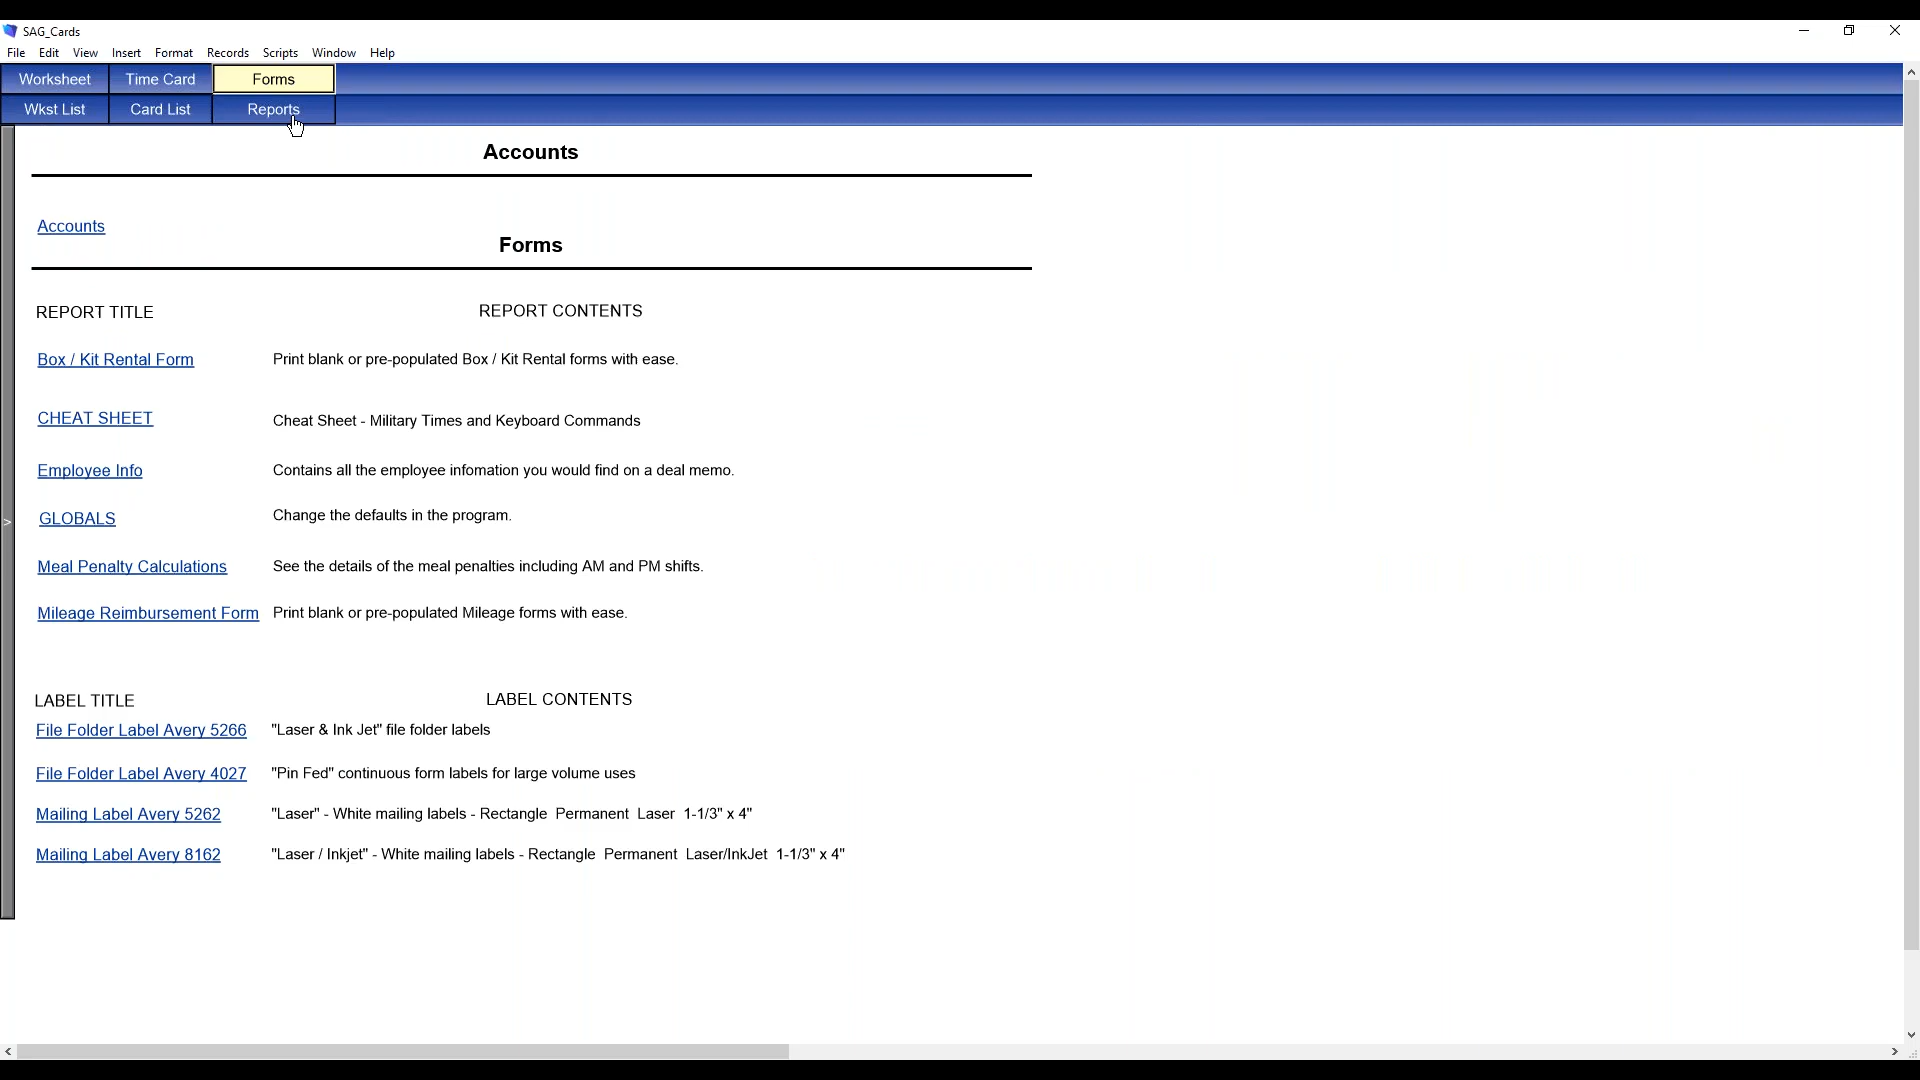 SAG_Cards
File Edit View Insert Format Records Scripts Window Help
Worksheet Time Card Forms
Wkst List Card List Reports
Accounts
Accounts
Forms
REPORT TITLE REPORT CONTENTS
Box / Kit Rental Form Print blank or pre-populated Box / Kit Rental forms with ease.
CHEAT SHEET Cheat Sheet - Military Times and Keyboard Commands
Employee Info Contains all the employee infomation you would find on a deal memo.
GLOBALS Change the defaults in the program.
Meal Penalty Calculations See the details of the meal penalties including AM and PM shifts.
Mileage Reimbursement Form Print blank or pre-populated Mileage forms with ease.
LABEL TITLE LABEL CONTENTS
File Folder Label Avery 5266 "Laser & Ink Jet" file folder labels
File Folder Label Avery 4027 "Pin Fed" continuous form labels for large volume uses
Mailing Label Avery 5262 "Laser" - White mailing labels - Rectangle Permanent Laser 1-1/3" x 4"
Mailing Label Avery 8162 "Laser / Inkjet" - White mailing labels - Rectangle Permanent Laser/InkJet 1-1/3" x 4"